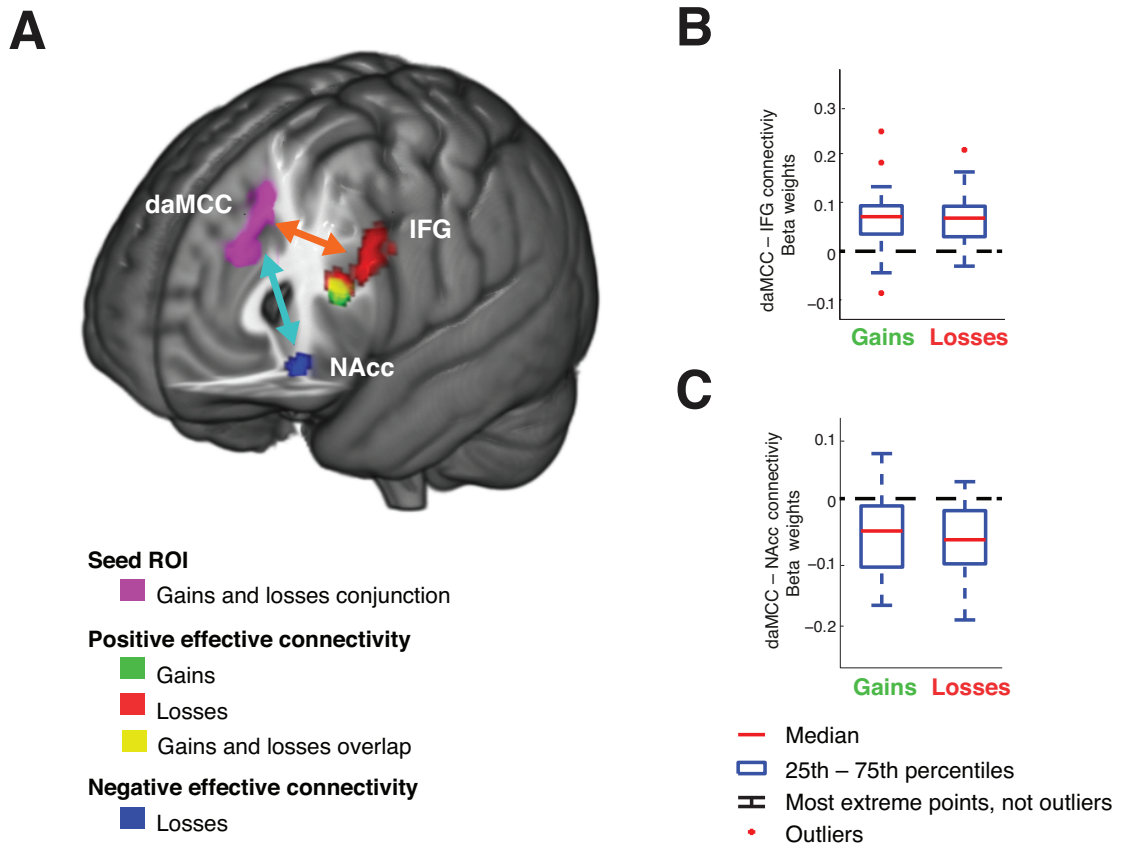 A
daMCC
IFG
NAcc
Seed ROI
Gains and losses conjunction
Positive effective connectivity
Gains
Losses
Gains and losses overlap
Negative effective connectivity
Losses
B
daMCC – IFG connectiviy
Beta weights
0.3
0.2
0.1
0
−0.1
Gains Losses
C
daMCC – NAcc connectiviy
Beta weights
0.1
0
−0.1
−0.2
Gains Losses
Median
25th – 75th percentiles
Most extreme points, not outliers
Outliers